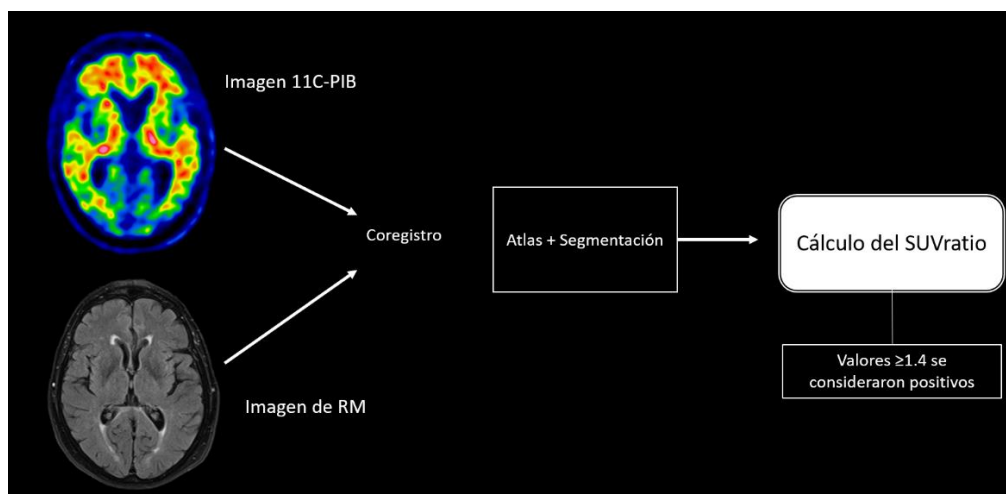 Imagen 11C-PIB
Coregistro
Atlas + Segmentación
Cálculo del SUVratio
Valores ≥1.4 se
consideraron positivos
Imagen de RM